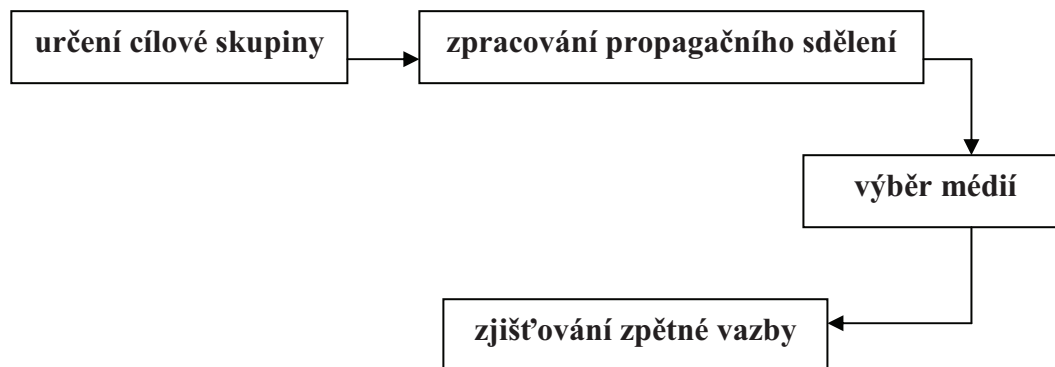 určení cílové skupiny
zpracování propagačního sdělení
výběr médií
zjišťování zpětné vazby